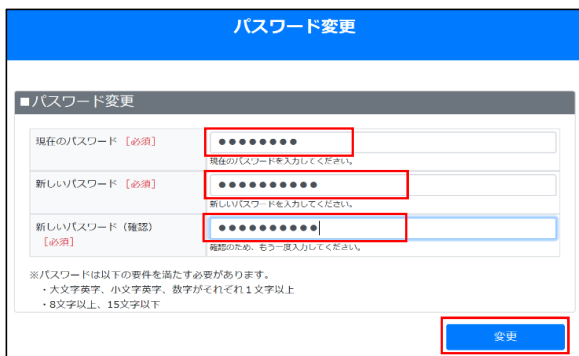 パスワード変更
■パスワード変更
現在のパスワード [必須]
●●●●●●●●
現在のパスワードを入力してください。
新しいパスワード [必須]
●●●●●●●●●●
新しいパスワードを入力してください。
新しいパスワード（確認）
[必須]
●●●●●●●●●●
確認のため、もう一度入力してください。
※パスワードは以下の要件を満たす必要があります。
・大文字英字、小文字英字、数字がそれぞれ１文字以上
・8文字以上、15文字以下
変更